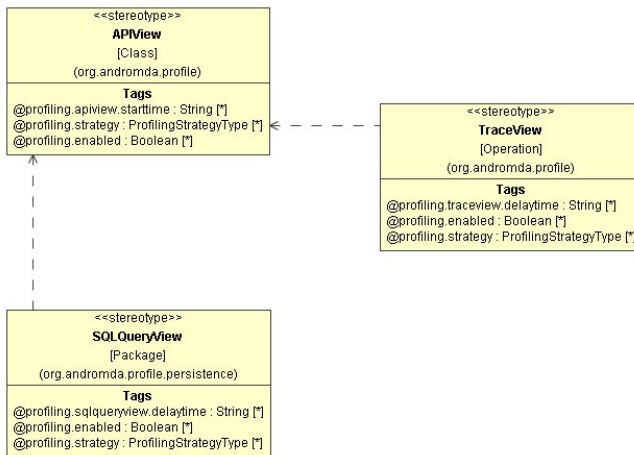 <<stereotype>>
APIView
[Class]
(org.andromda.profile)
Tags
@profiling.apiview.starttime : String [*]
@profiling.strategy : ProfilingStrategyType [*]
@profiling.enabled : Boolean [*]
<<stereotype>>
TraceView
[Operation]
(org.andromda.profile)
Tags
@profiling.traceview.delaytime : String [*]
@profiling.enabled : Boolean [*]
@profiling.strategy : ProfilingStrategyType [*]
<<stereotype>>
SQLQueryView
[Package]
(org.andromda.profile.persistence)
Tags
@profiling.sqlqueryview.delaytime : String [*]
@profiling.enabled : Boolean [*]
@profiling.strategy : ProfilingStrategyType [*]